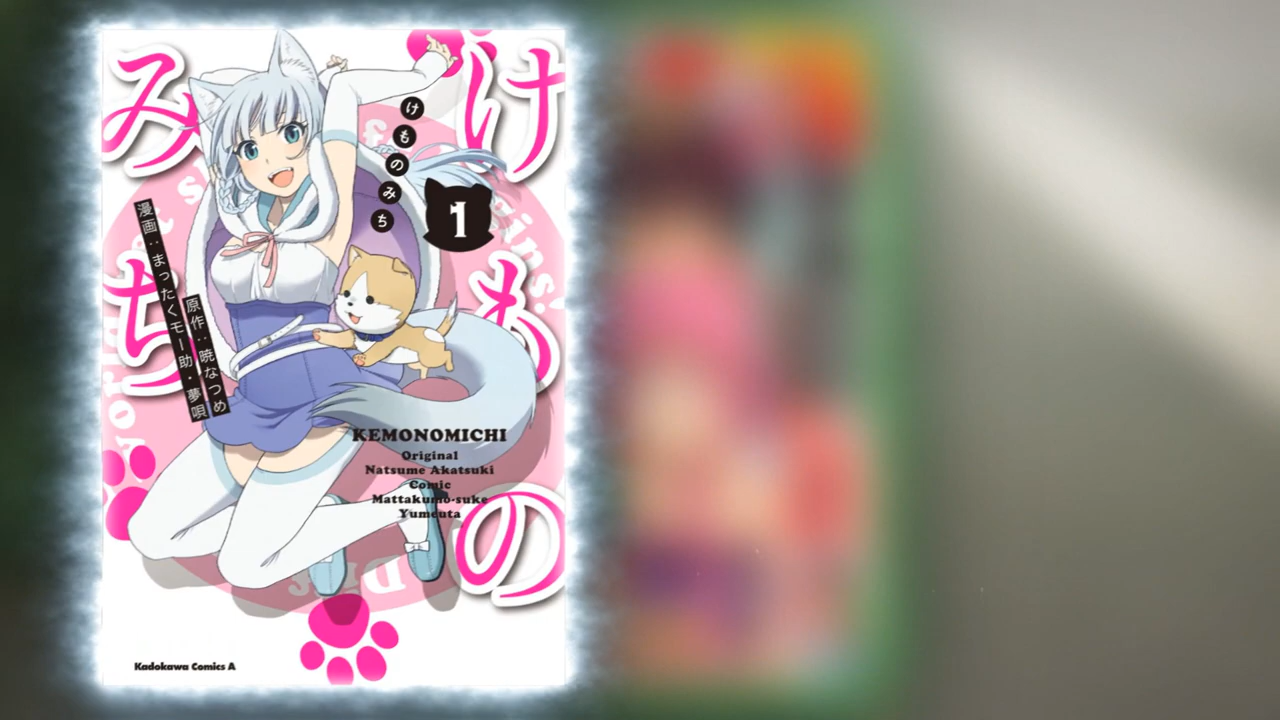 けもの
みち
けものみち
1
漫画：まったくモー助・夢唄
原作：暁なつめ
KEMONOMICHI
Original
Natsume Akatsuki
Comic
Mattakumo-suke
Yumeuta
Kadokawa Comics A